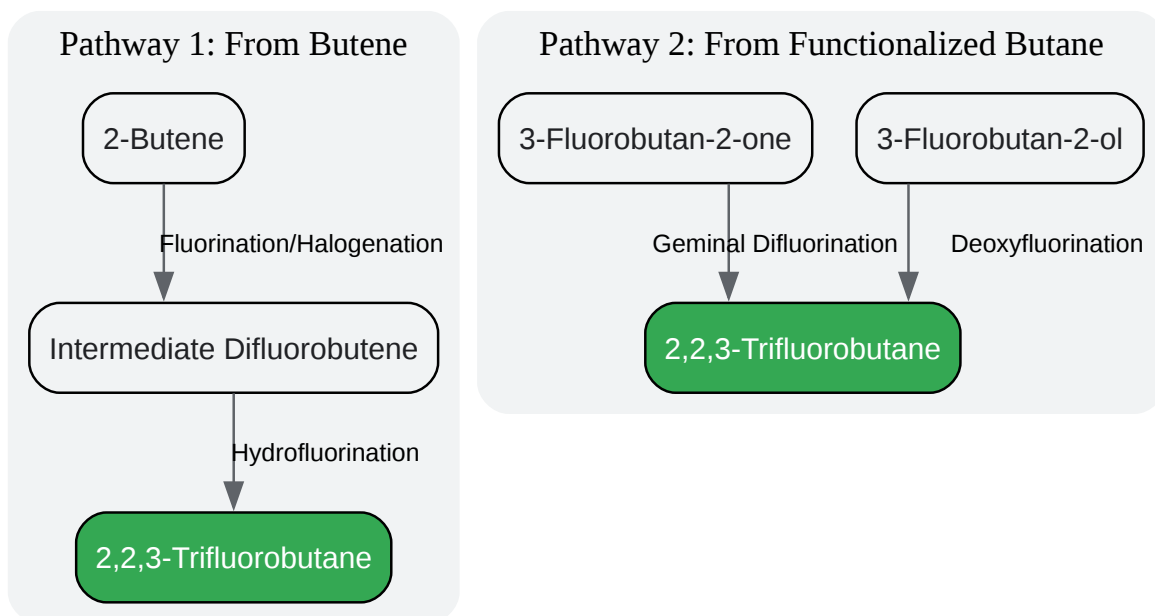 Pathway 1: From Butene
2-Butene
Fluorination/Halogenation
Intermediate Difluorobutene
Hydrofluorination
2,2,3-Trifluorobutane
Pathway 2: From Functionalized Butane
3-Fluorobutan-2-one
3-Fluorobutan-2-ol
Geminal Difluorination
Deoxyfluorination
2,2,3-Trifluorobutane